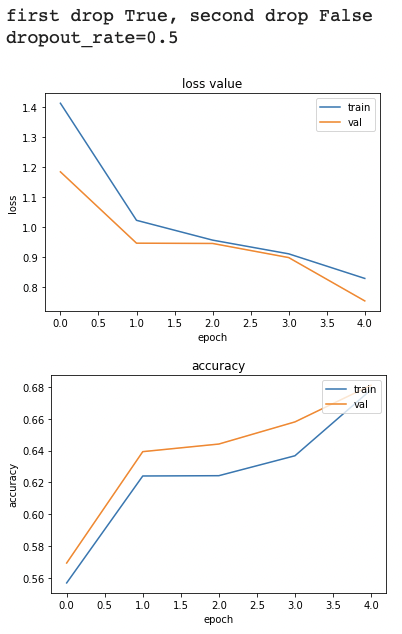 first drop True, second drop False
dropout_rate=0.5
loss value
train
val
1.4
1.3
1.2
1.1
1.0
0.9
0.8
loss
0.0 0.5 1.0 1.5 2.0 2.5 3.0 3.5 4.0
epoch
accuracy
train
val
0.68
0.66
0.64
0.62
0.60
0.58
0.56
accuracy
0.0 0.5 1.0 1.5 2.0 2.5 3.0 3.5 4.0
epoch